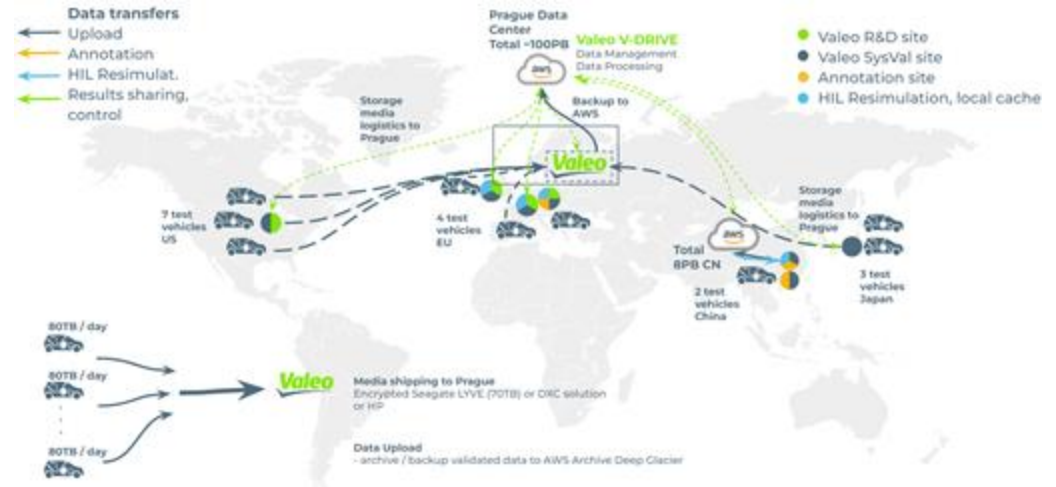 Data transfers
Upload
Annotation
HIL Resimulat.
Results sharing,
control
Prague Data
Center
Total ~100PB
Valeo V-DRIVE
Data Management
Data Processing
aws
Backup to
AWS
Valeo R&D site
Valeo SysVal site
Annotation site
HIL Resimulation, local cache
Storage
media
logistics to
Prague
Valeo
7 test
vehicles
US
4 test
vehicles
EU
Storage
media
logistics to
Prague
aws
Total
8PB CN
2 test
vehicles
China
3 test
vehicles
Japan
80TB / day
80TB / day
80TB / day
Valeo
Media shipping to Prague
Encrypted Seagate LYVE (70TB) or DXC solution
or HP
Data Upload
- archive / backup validated data to AWS Archive Deep Glacier